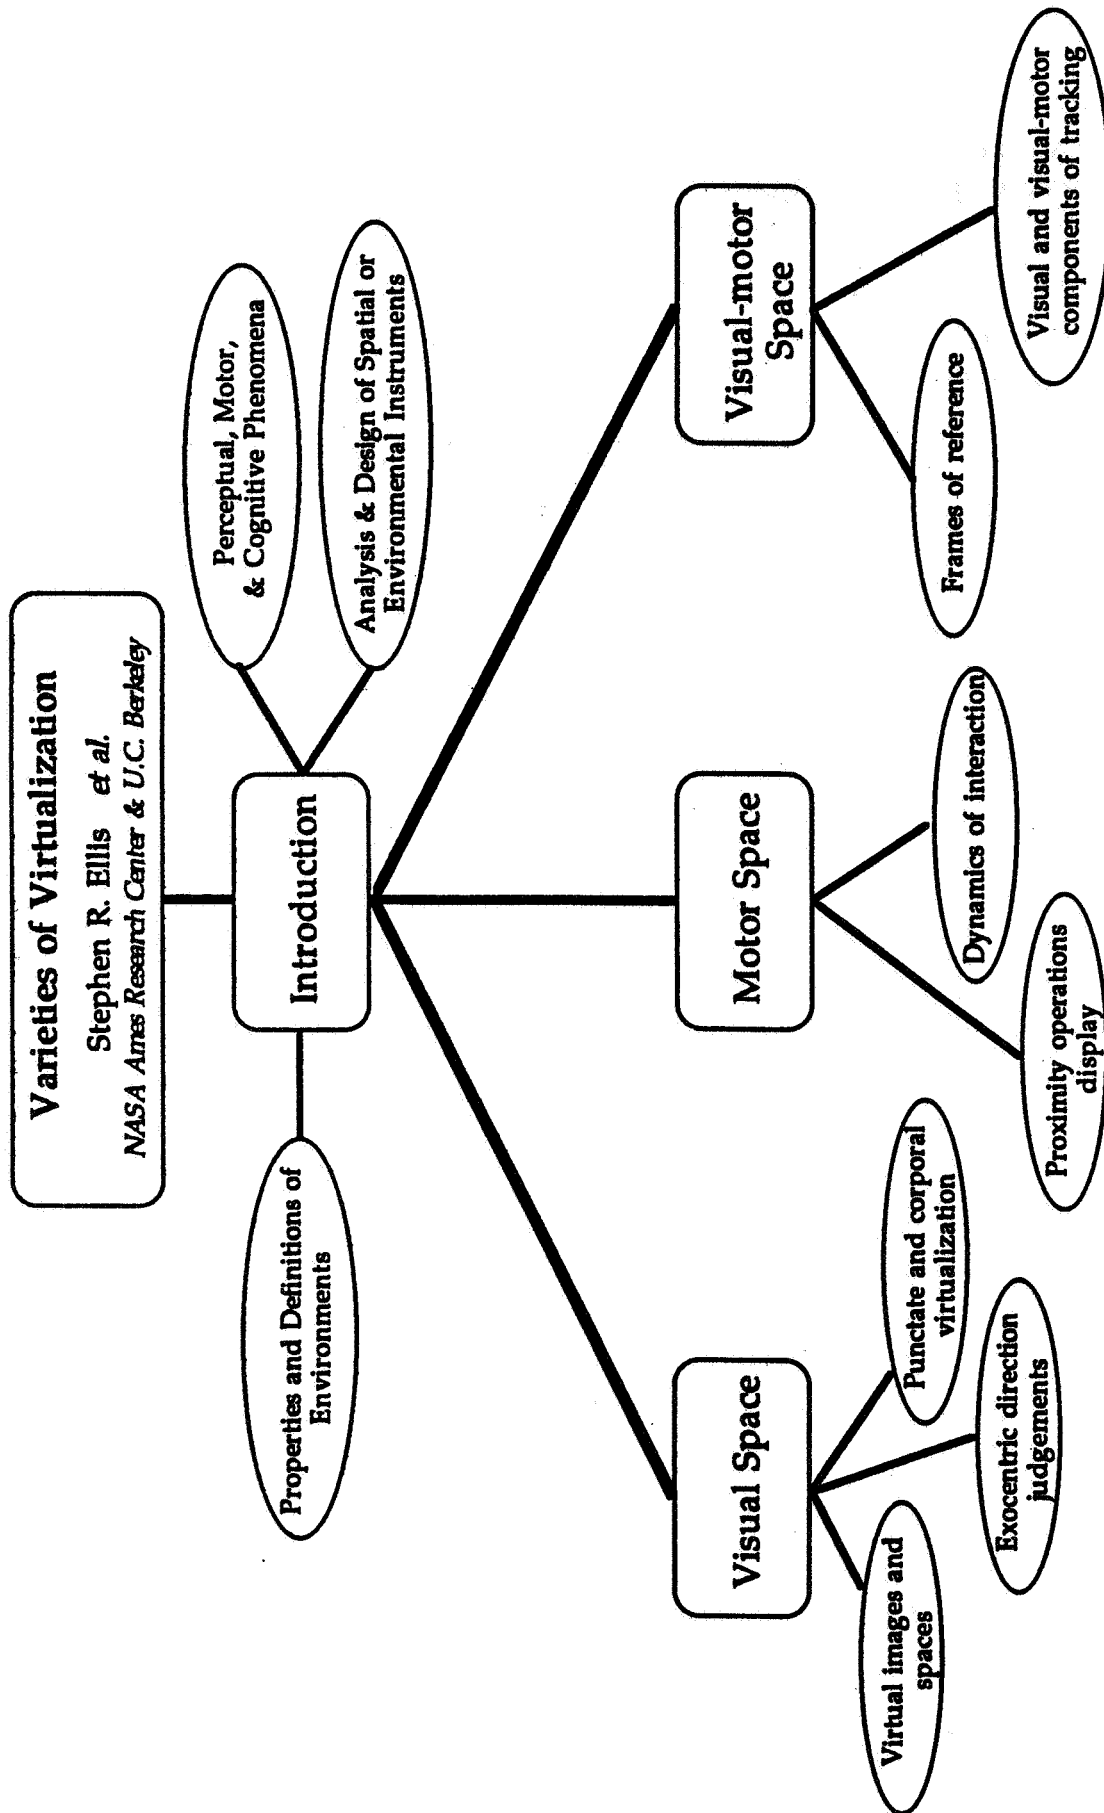 Varieties of Virtualization
Stephen R. Ellis et al.
NASA Ames Research Center & U.C. Berkeley
Properties and Definitions of
Environments
Introduction
Perceptual, Motor,
& Cognitive Phenomena
Analysis & Design of Spatial or
Environmental Instruments
Visual Space
Motor Space
Visual-motor
Space
Virtual images and
spaces
Exocentric direction
judgements
Punctate and corporal
virtualization
Proximity operations
display
Dynamics of interaction
Frames of reference
Visual and visual-motor
components of tracking